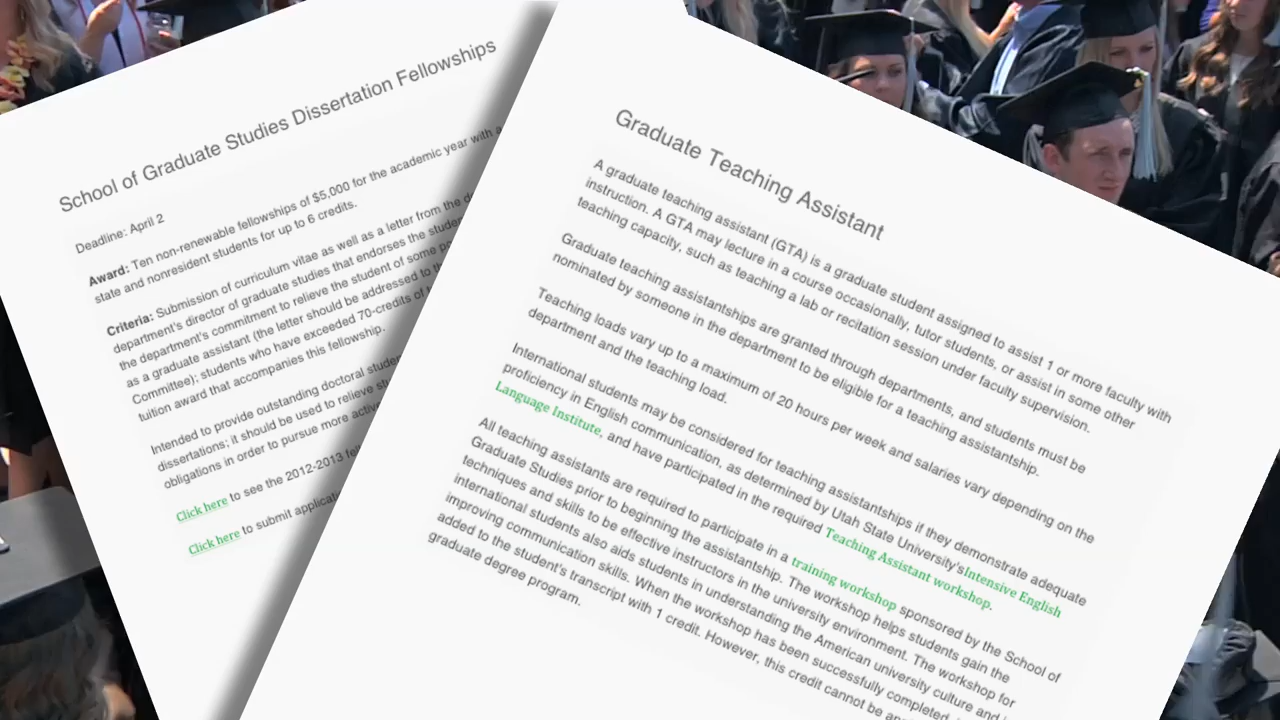 School of Graduate Studies Dissertation Fellowships
Deadline: April 2
Award: Ten non-renewable fellowships of $5,000 for the academic year with a
state and nonresident students for up to 6 credits.
Criteria: Submission of curriculum vitae as well as a letter from the
department's director of graduate studies that endorses the
the department's commitment to relieve the student of some
as a graduate assistant (the letter should be addressed to
Committee); students who have exceeded 70-credits of
tuition award that accompanies this fellowship.
Intended to provide outstanding doctoral
dissertations; it should be used to relieve
obligations in order to pursue more
Click here to see the 2012-2013
Click here to submit
Graduate Teaching Assistant
A graduate teaching assistant (GTA) is a graduate student assigned to assist 1 or more faculty with
instruction. A GTA may lecture in a course occasionally, tutor students, or assist in some other
teaching capacity, such as teaching a lab or recitation session under faculty supervision.
Graduate teaching assistantships are granted through departments, and students must be
nominated by someone in the department to be eligible for a teaching assistantship.
Teaching loads vary up to a maximum of 20 hours per week and salaries vary depending on the
department and the teaching load.
International students may be considered for teaching assistantships if they demonstrate adequate
proficiency in English communication, as determined by Utah State University'sIntensive English
Language Institute, and have participated in the required Teaching Assistant workshop.
All teaching assistants are required to participate in a training workshop sponsored by the School of
Graduate Studies prior to beginning the assistantship. The workshop helps students gain the
techniques and skills to be effective instructors in the university environment. The workshop for
international students also aids students in understanding the American university culture and
improving communication skills. When the workshop has been successfully completed,
added to the student's transcript with 1 credit. However, this credit cannot be
graduate degree program.